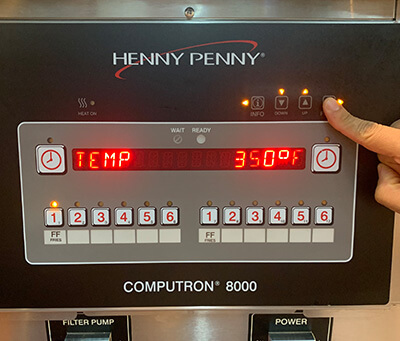 HENNY PENNY®
HEAT ON
INFO DOWN UP
WAIT READY
TEMP 350°F
1 2 3 4 5 6 1 2 3 4 5 6
FF FF
FRIES FRIES
COMPUTRON® 8000
FILTER PUMP POWER